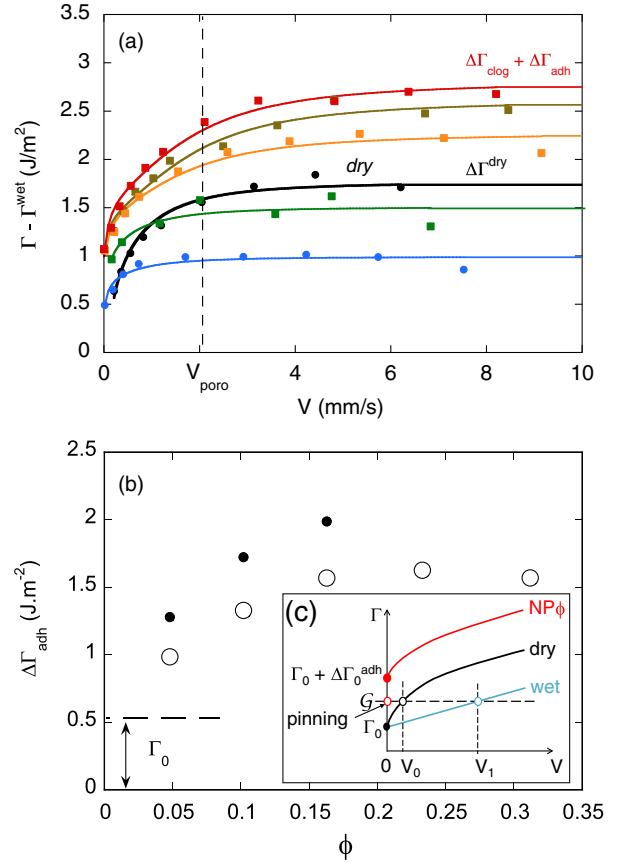 (a)
ΔΓclog + ΔΓadh
dry
ΔΓdry
Γ - Γwet (J/m2)
3.5
3
2.5
2
1.5
1
0.5
0
0 Vporo 4 6 8 10
V (mm/s)
(b)
ΔΓadh (J.m-2)
2.5
2
1.5
1
0.5
0
Γ0
(c)
Γ
NPϕ
dry
wet
Γ0 + ΔΓ0adh
𝒢
pinning
Γ0
0 V0 V1 V
0 0.05 0.1 0.15 0.2 0.25 0.3 0.35
ϕ